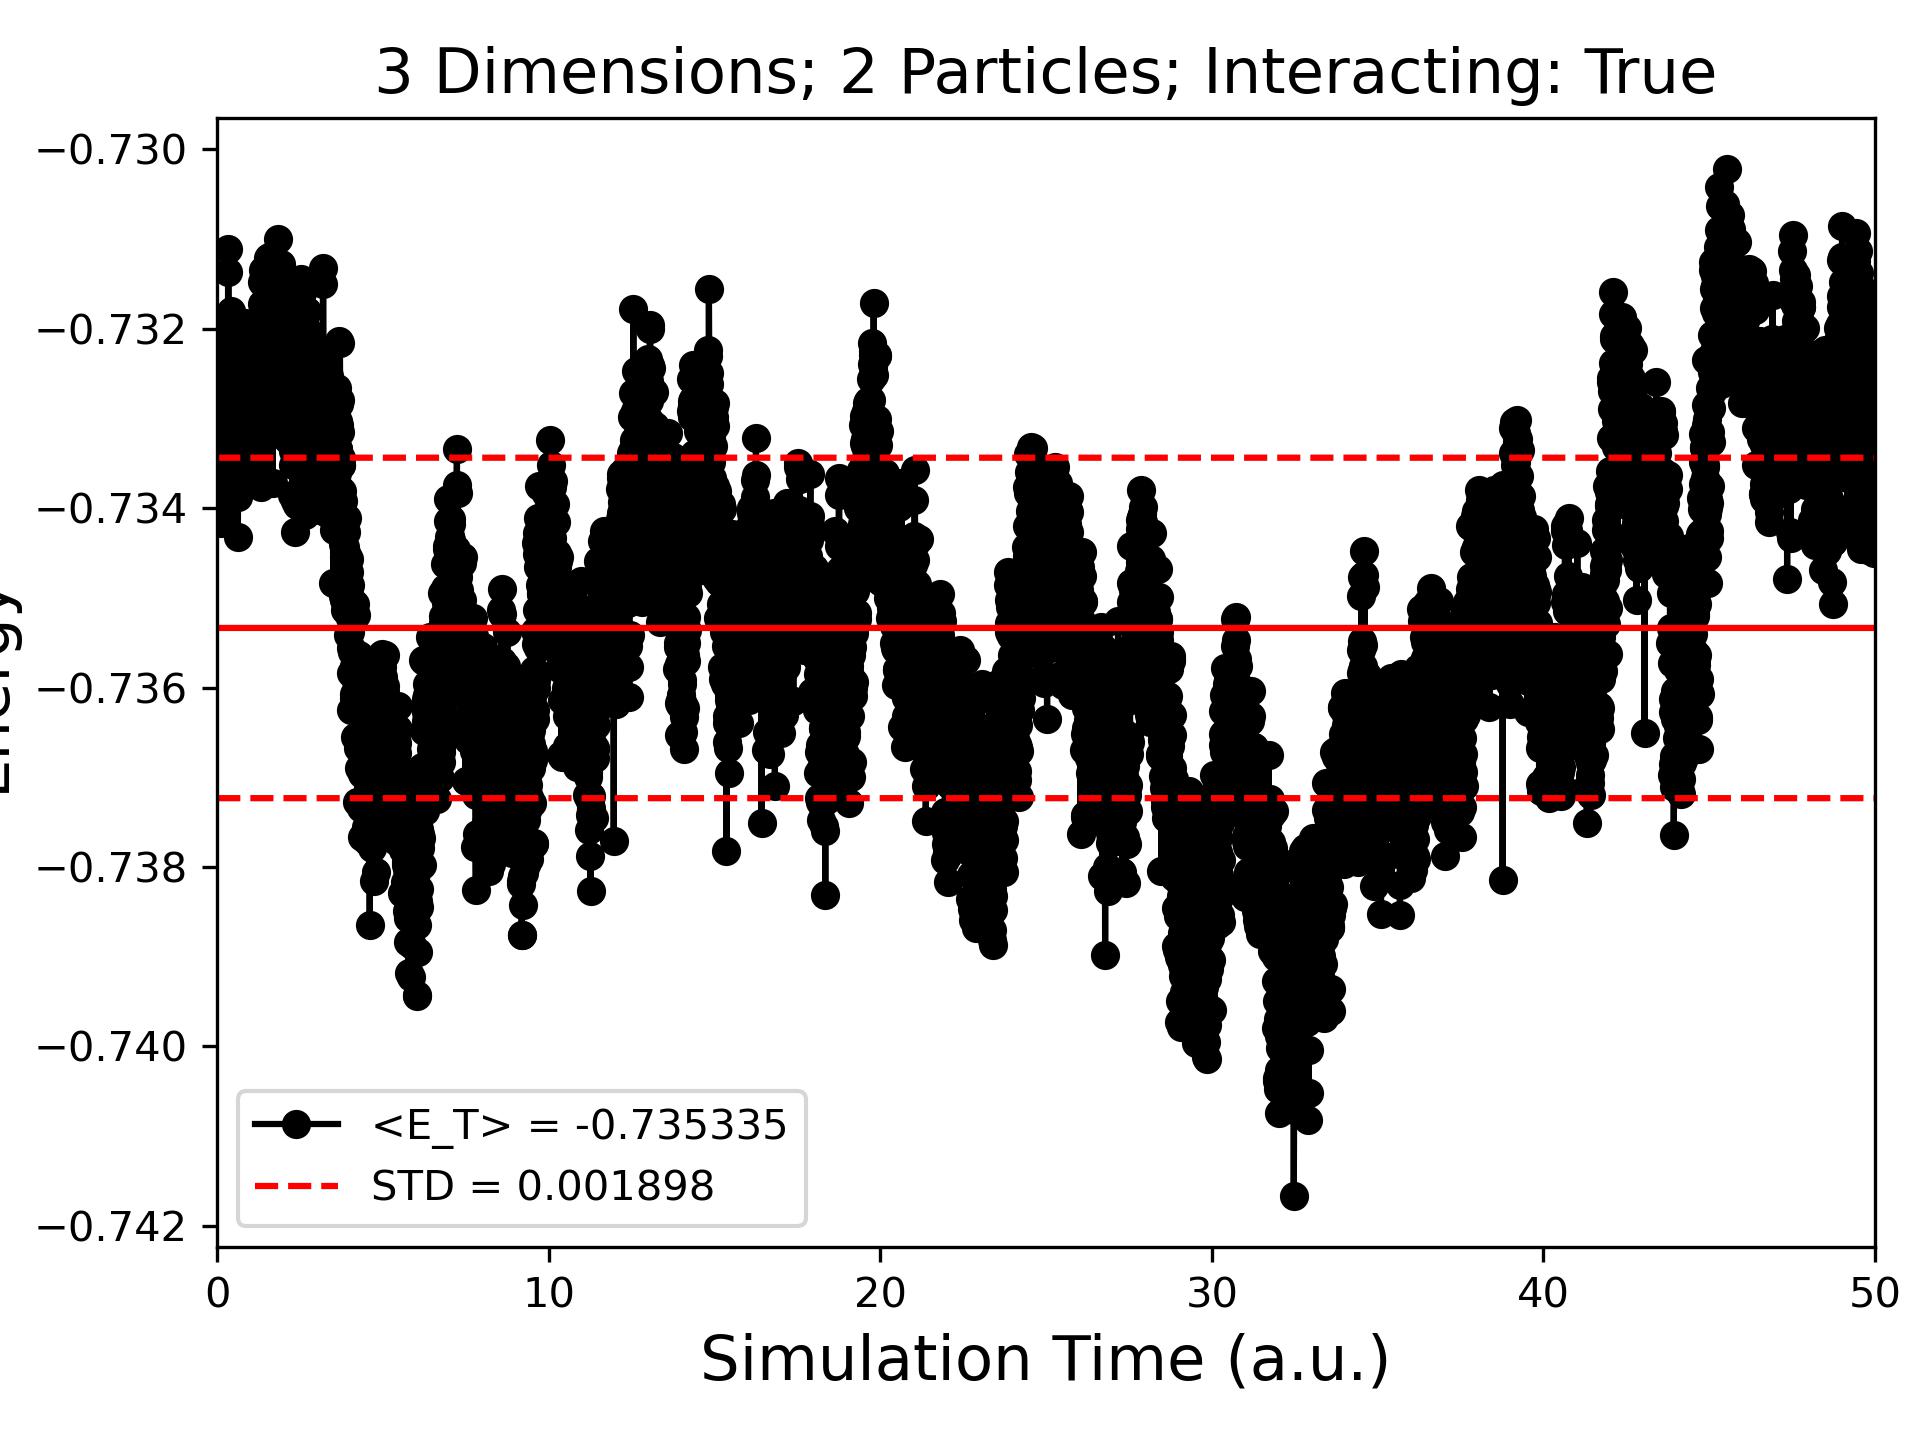 3 Dimensions; 2 Particles; Interacting: True
−0.730
−0.732
−0.734
−0.736
−0.738
−0.740
−0.742
Energy
<E_T> = -0.735335
STD = 0.001898
0 10 20 30 40 50
Simulation Time (a.u.)